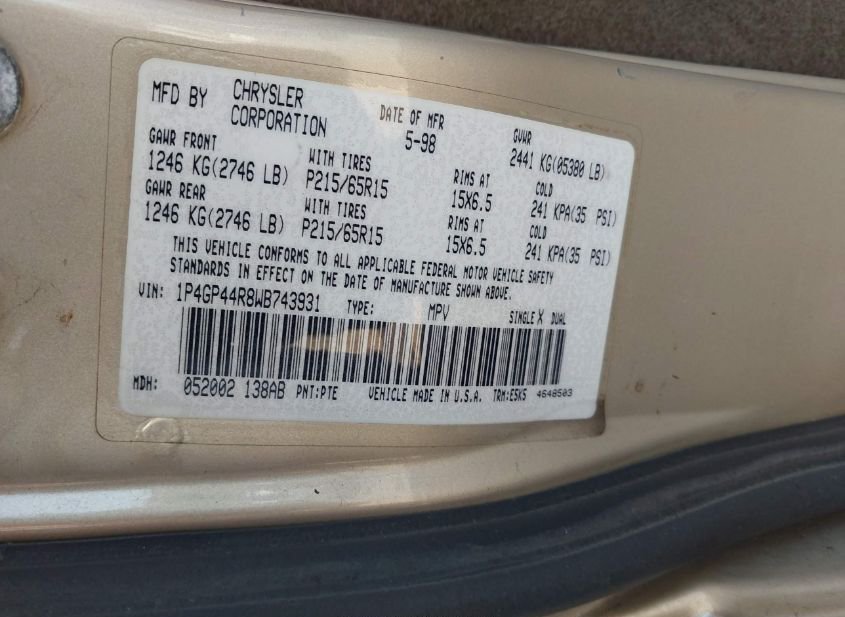 MFD BY CHRYSLER CORPORATION DATE OF MFR 5-98 GVWR 2441 KG(05380 LB)
GAWR FRONT WITH TIRES RIMS AT COLD
1246 KG(2746 LB) P215/65R15 15X6.5 241 KPA(35 PSI)
GAWR REAR WITH TIRES RIMS AT COLD
1246 KG(2746 LB) P215/65R15 15X6.5 241 KPA(35 PSI)
THIS VEHICLE CONFORMS TO ALL APPLICABLE FEDERAL MOTOR VEHICLE SAFETY
STANDARDS IN EFFECT ON THE DATE OF MANUFACTURE SHOWN ABOVE.
VIN: 1P4GP44R8WB743931 TYPE: MPV SINGLE X DUAL
MDH: 052002 138AB PNT:PTE VEHICLE MADE IN U.S.A. TRM:ESK5 4648503